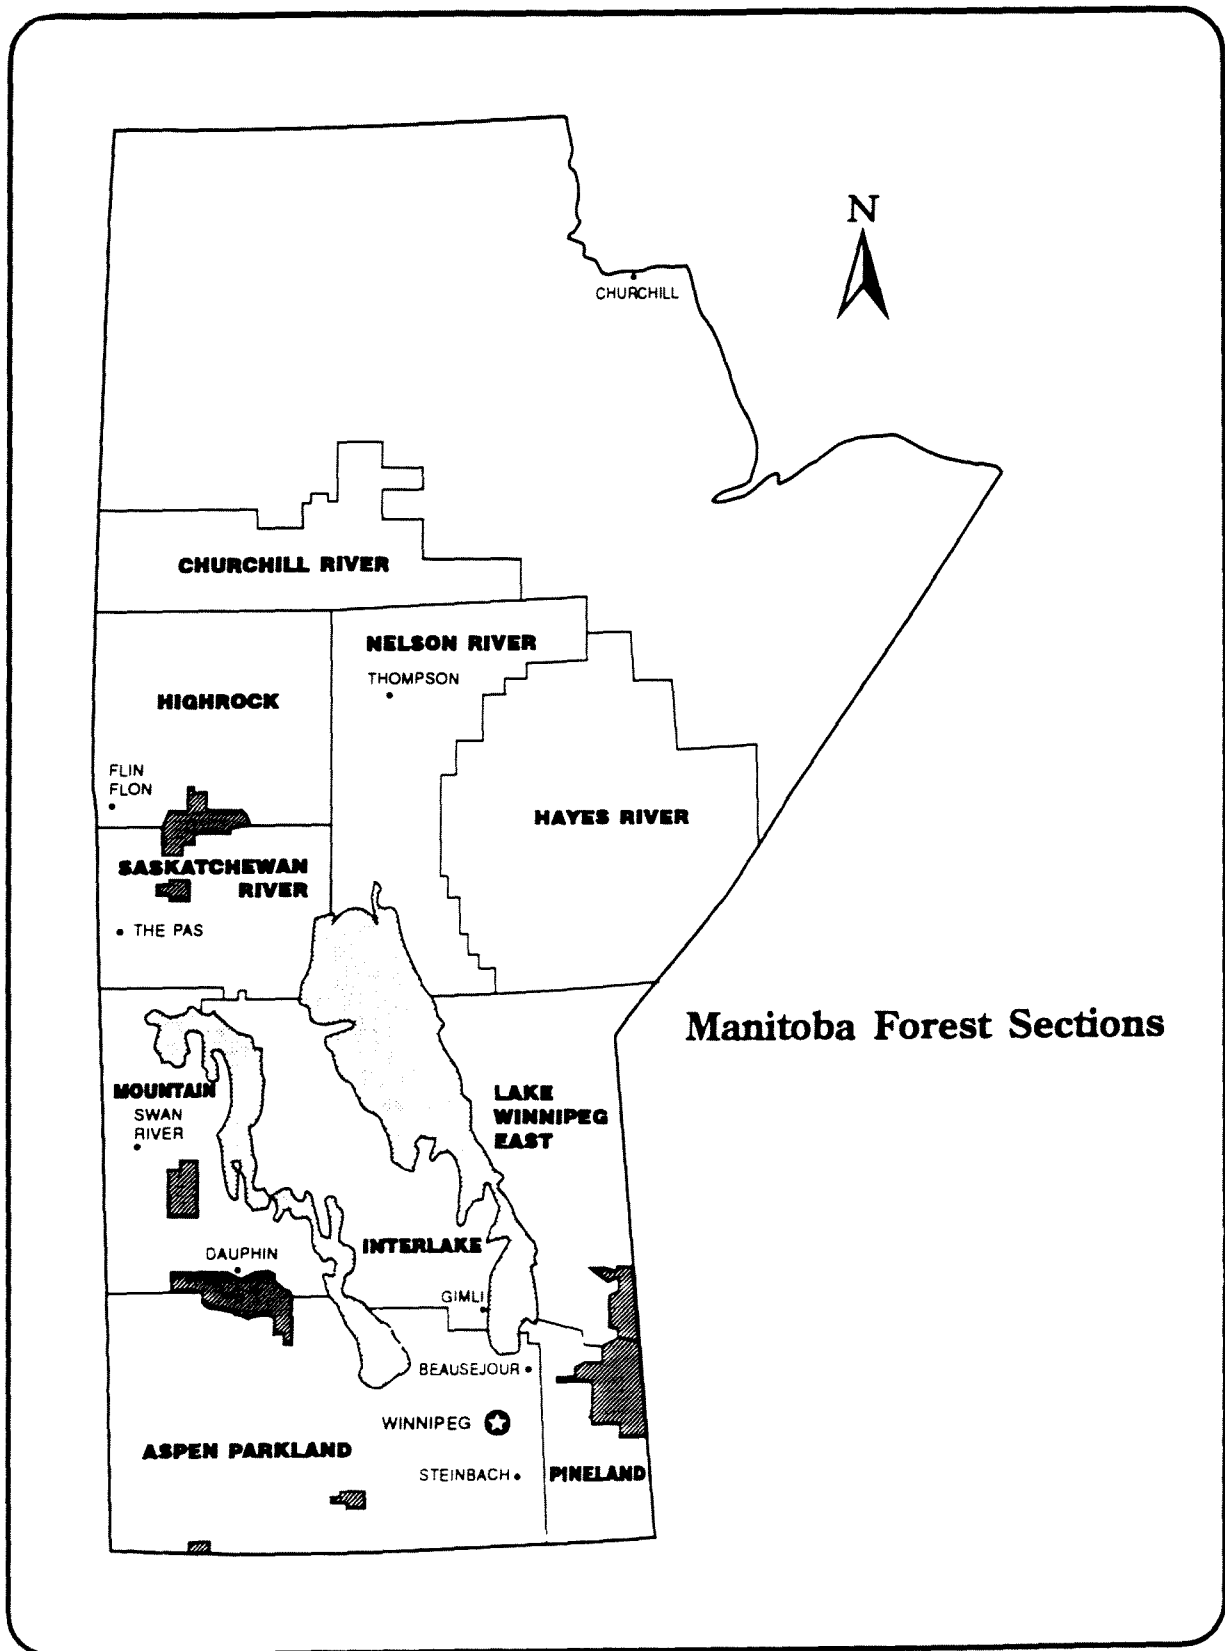 N
CHURCHILL
CHURCHILL RIVER
NELSON RIVER
THOMPSON
HIGHROCK
FLIN
FLON
HAYES RIVER
SASKATCHEWAN
RIVER
THE PAS
Manitoba Forest Sections
MOUNTAIN
SWAN
RIVER
LAKE
WINNIPEG
EAST
INTERLAKE
DAUPHIN
GIMLI
BEAUSEJOUR
WINNIPEG
ASPEN PARKLAND
STEINBACH
PINELAND